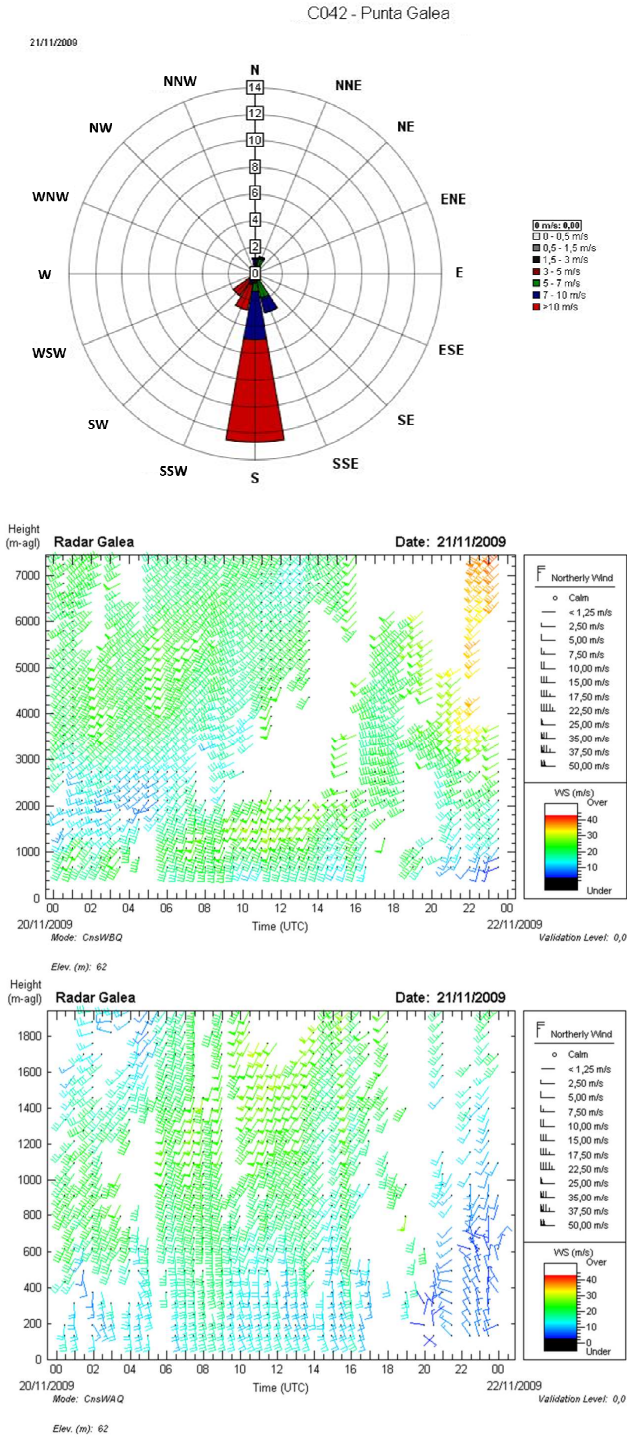 C042 - Punta Galea
21/11/2009
N
NNW
NNE
NW
NE
WNW
ENE
W
E
WSW
ESE
SW
SE
SSW
SSE
S
14
12
10
8
6
4
2
0
0 m/s: 0,00
0 - 0,5 m/s
0,5 - 1,5 m/s
1,5 - 3 m/s
3 - 5 m/s
5 - 7 m/s
7 - 10 m/s
>10 m/s
Height
(m-agl)
Radar Galea
Date: 21/11/2009
7000
6000
5000
4000
3000
2000
1000
0
00 02 04 06 08 10 12 14 16 18 20 22 00
20/11/2009
Time (UTC)
22/11/2009
Mode: CnsWBQ
Validation Level: 0,0
Elev. (m): 62
Northerly Wind
Calm
< 1,25 m/s
2,50 m/s
5,00 m/s
7,50 m/s
10,00 m/s
15,00 m/s
17,50 m/s
22,50 m/s
25,00 m/s
35,00 m/s
37,50 m/s
50,00 m/s
WS (m/s)
Over
40
30
20
10
Under
Height
(m-agl)
Radar Galea
Date: 21/11/2009
1800
1600
1400
1200
1000
800
600
400
200
0
00 02 04 06 08 10 12 14 16 18 20 22 00
20/11/2009
Time (UTC)
22/11/2009
Mode: CnsWAQ
Validation Level: 0,0
Elev. (m): 62
Northerly Wind
Calm
< 1,25 m/s
2,50 m/s
5,00 m/s
7,50 m/s
10,00 m/s
15,00 m/s
17,50 m/s
22,50 m/s
25,00 m/s
35,00 m/s
37,50 m/s
50,00 m/s
WS (m/s)
Over
40
30
20
10
0
Under